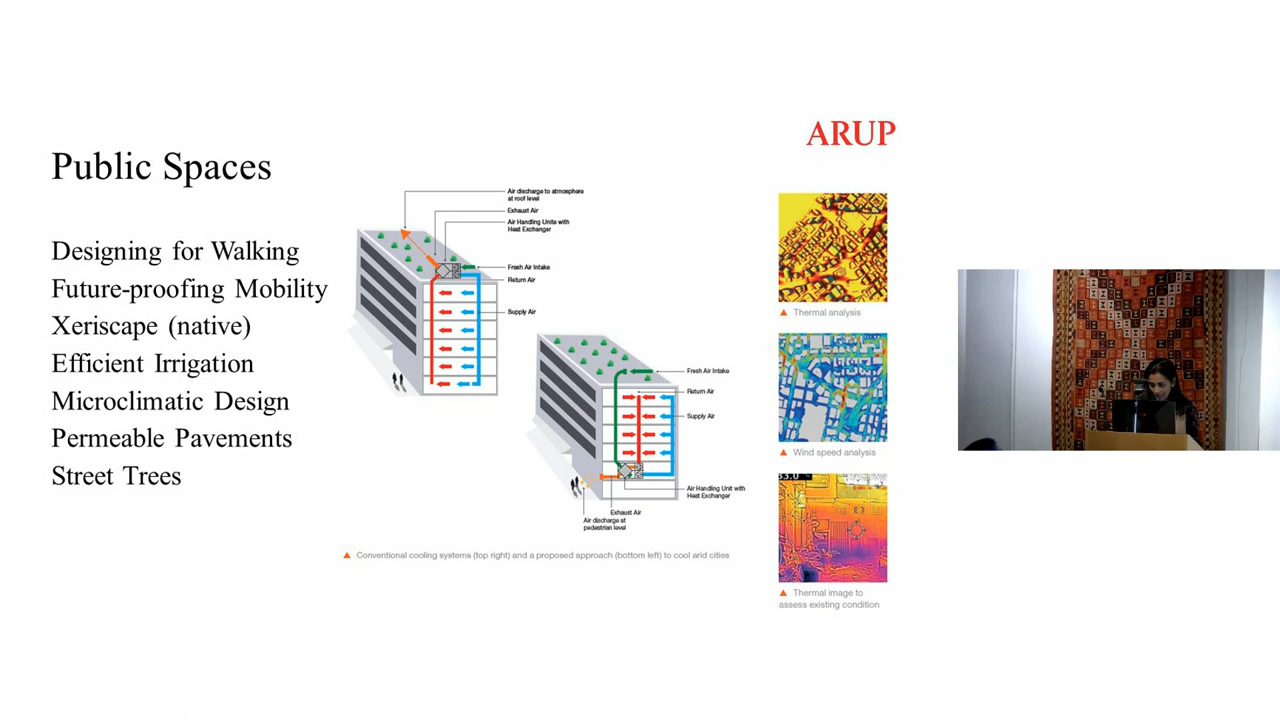 ARUP
Public Spaces
Designing for Walking
Future-proofing Mobility
Xeriscape (native)
Efficient Irrigation
Microclimatic Design
Permeable Pavements
Street Trees
Air discharge to atmosphere
at roof level
Exhaust Air
Air Handling Units with
Heat Exchanger
Fresh Air Intake
Return Air
Supply Air
Fresh Air Intake
Return Air
Supply Air
Air Handling Unit with
Heat Exchanger
Exhaust Air
Air discharge at
pedestrian level
Conventional cooling systems (top right) and a proposed approach (bottom left) to cool arid cities
Thermal analysis
Wind speed analysis
Thermal image to
assess existing condition